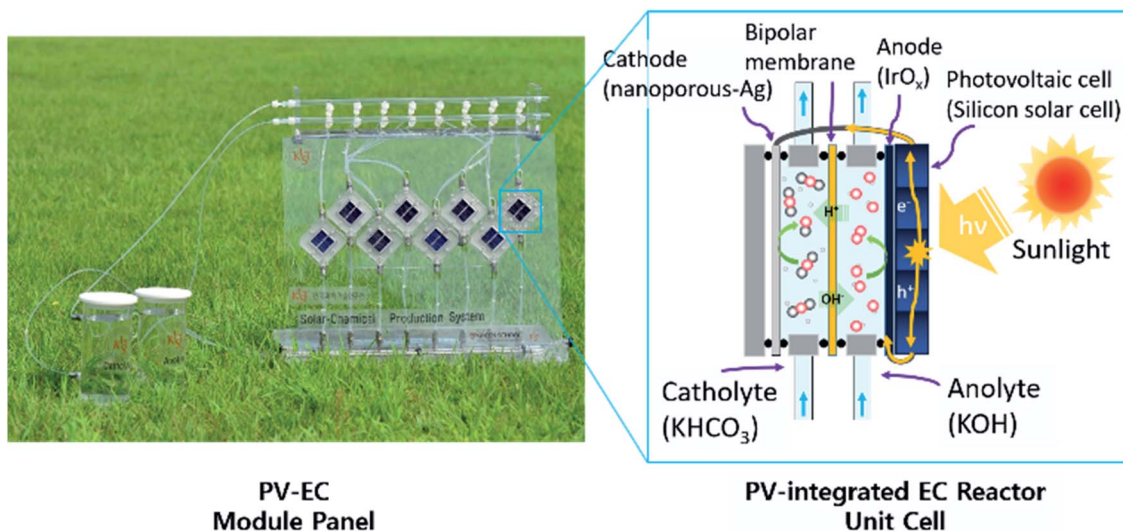 Cathode
(nanoporous-Ag)
Bipolar
membrane
Anode
(IrOₓ)
Photovoltaic cell
(Silicon solar cell)
e⁻
H⁺
hν
Sunlight
OH⁻
h⁺
Catholyte
(KHCO₃)
Anolyte
(KOH)
Solar-Chemical Production System
PV-EC
Module Panel
PV-integrated EC Reactor
Unit Cell